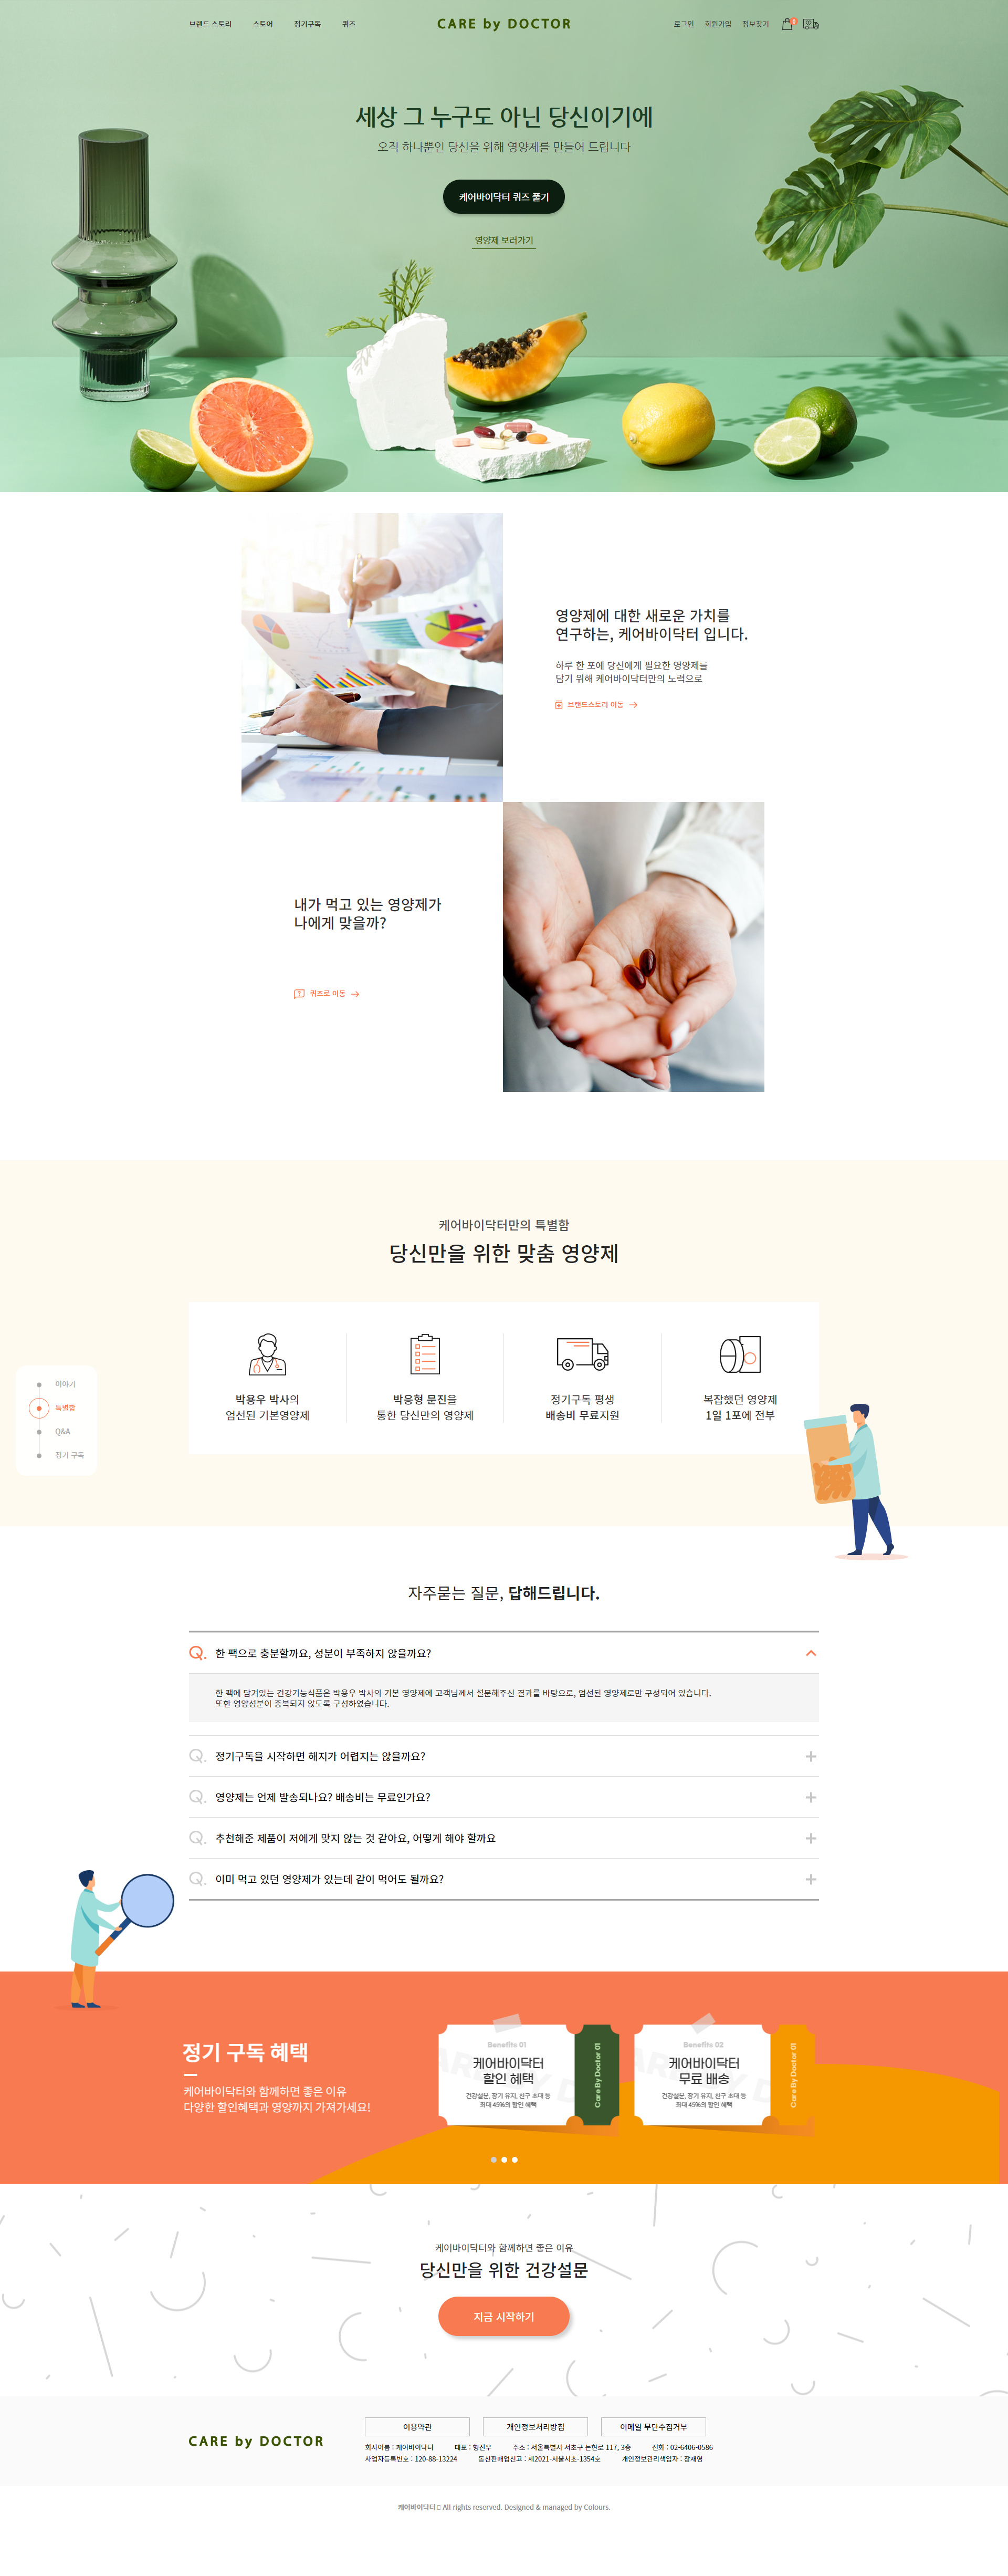 브랜드 스토리 스토어 정기구독 퀴즈
CARE by DOCTOR
로그인 회원가입 정보찾기
세상 그 누구도 아닌 당신이기에
오직 하나뿐인 당신을 위해 영양제를 만들어 드립니다
케어바이닥터 퀴즈 풀기
영양제 보러가기
영양제에 대한 새로운 가치를
연구하는, 케어바이닥터 입니다.
하루 한 포에 당신에게 필요한 영양제를
담기 위해 케어바이닥터만의 노력으로
브랜드스토리 이동
내가 먹고 있는 영양제가
나에게 맞을까?
퀴즈로 이동
케어바이닥터만의 특별함
당신만을 위한 맞춤 영양제
박용우 박사의
엄선된 기본영양제
박응형 문진을
통한 당신만의 영양제
정기구독 평생
배송비 무료지원
복잡했던 영양제
1일 1포에 전부
이야기
특별함
Q&A
정기 구독
자주묻는 질문, 답해드립니다.
Q. 한 팩으로 충분할까요, 성분이 부족하지 않을까요?
한 팩에 담겨있는 건강기능식품은 박용우 박사의 기본 영양제에 고객님께서 설문해주신 결과를 바탕으로, 엄선된 영양제로만 구성되어 있습니다.
또한 영양성분이 중복되지 않도록 구성하였습니다.
Q. 정기구독을 시작하면 해지가 어렵지는 않을까요?
Q. 영양제는 언제 발송되나요? 배송비는 무료인가요?
Q. 추천해준 제품이 저에게 맞지 않는 것 같아요, 어떻게 해야 할까요
Q. 이미 먹고 있던 영양제가 있는데 같이 먹어도 될까요?
정기 구독 혜택
케어바이닥터와 함께하면 좋은 이유
다양한 할인혜택과 영양까지 가져가세요!
Benefits 01
케어바이닥터
할인 혜택
건강설문, 장기 유지, 친구 초대 등
최대 45%의 할인 혜택
Care By Doctor 01
Benefits 02
케어바이닥터
무료 배송
건강설문, 장기 유지, 친구 초대 등
최대 45%의 할인 혜택
Care By Doctor 01
케어바이닥터와 함께하면 좋은 이유
당신만을 위한 건강설문
지금 시작하기
CARE by DOCTOR
이용약관 개인정보처리방침 이메일 무단수집거부
회사이름 : 케어바이닥터 대표 : 형진우 주소 : 서울특별시 서초구 논현로 117, 3층 전화 : 02-6406-0586
사업자등록번호 : 120-88-13224 통신판매업신고 : 제2021-서울서초-1354호 개인정보관리책임자 : 장재영
케어바이닥터 :: All rights reserved. Designed & managed by Colours.